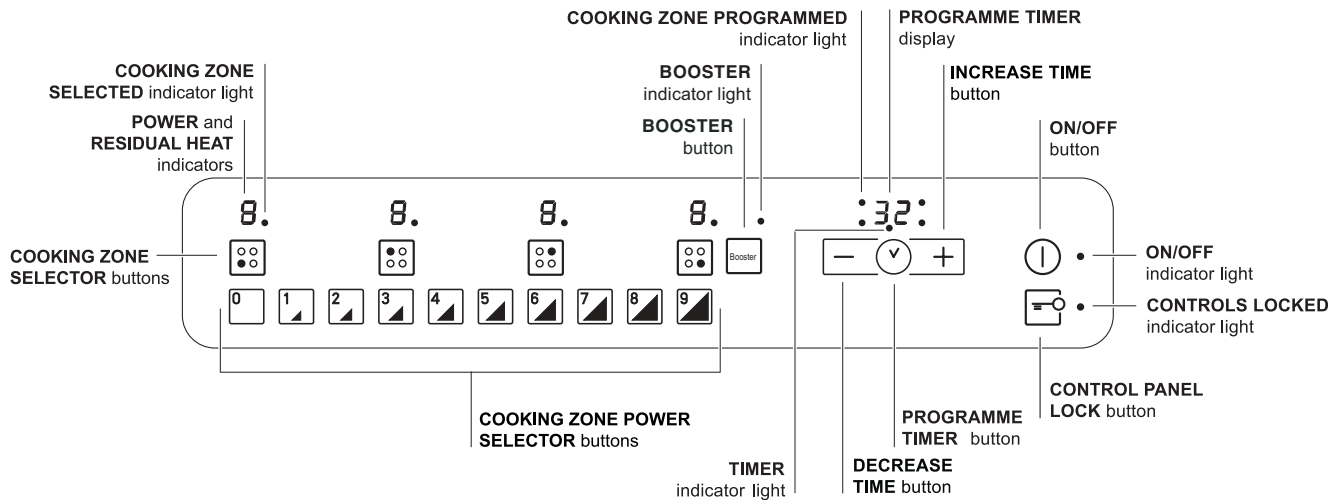 COOKING ZONE PROGRAMMED
indicator light
PROGRAMME TIMER
display
COOKING ZONE
SELECTED indicator light
BOOSTER
indicator light
INCREASE TIME
button
POWER and
RESIDUAL HEAT
indicators
BOOSTER
button
ON/OFF
button
8. 8. 8. 8. 32
COOKING ZONE
SELECTOR buttons
Booster
− +
ON/OFF
indicator light
0 1 2 3 4 5 6 7 8 9
CONTROLS LOCKED
indicator light
COOKING ZONE POWER
SELECTOR buttons
PROGRAMME
TIMER button
CONTROL PANEL
LOCK button
TIMER
indicator light
DECREASE
TIME button